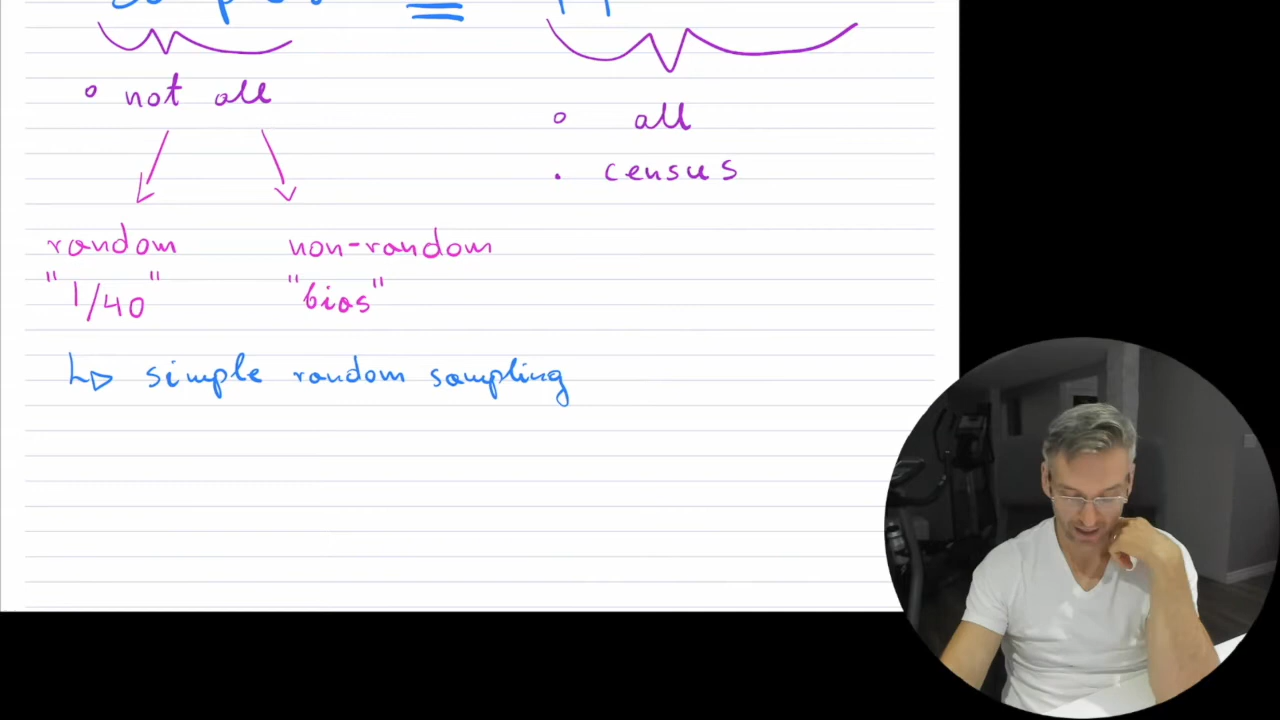 not all
all
census
random
non-random
"1/40"
"bias"
simple random sampling